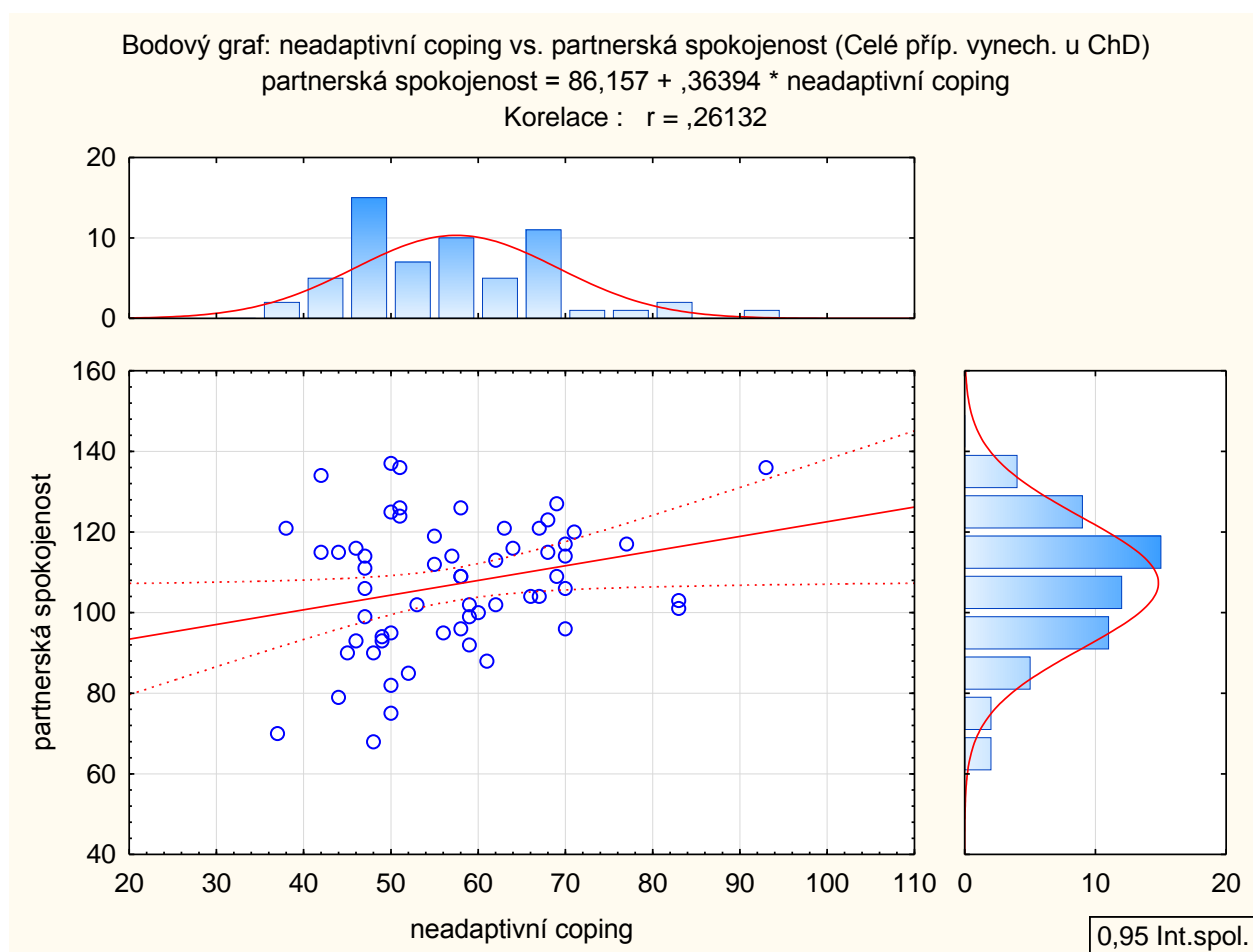 Bodový graf: neadaptivní coping vs. partnerská spokojenost (Celé příp. vynech. u ChD)
partnerská spokojenost = 86,157 + ,36394 * neadaptivní coping
Korelace : r = ,26132
20
10
0
160
140
120
100
80
60
40
partnerská spokojenost
20 30 40 50 60 70 80 90 100 110
0 10 20
neadaptivní coping
0,95 Int.spol.